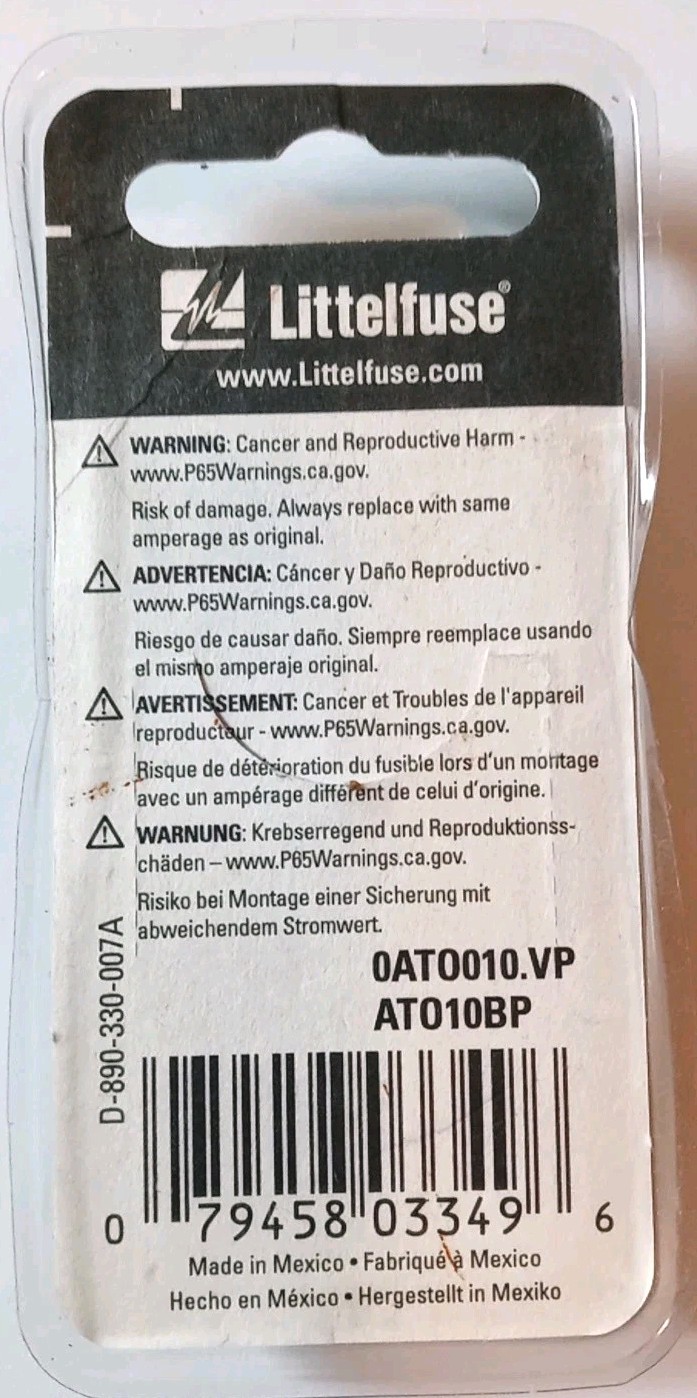 Littelfuse®
www.Littelfuse.com
WARNING: Cancer and Reproductive Harm -
www.P65Warnings.ca.gov.
Risk of damage. Always replace with same
amperage as original.
ADVERTENCIA: Cáncer y Daño Reproductivo -
www.P65Warnings.ca.gov.
Riesgo de causar daño. Siempre reemplace usando
el mismo amperaje original.
AVERTISSEMENT: Cancer et Troubles de l'appareil
reproducteur - www.P65Warnings.ca.gov.
Risque de détérioration du fusible lors d'un montage
avec un ampérage différent de celui d'origine.
WARNUNG: Krebserregend und Reproduktionss-
chäden – www.P65Warnings.ca.gov.
Risiko bei Montage einer Sicherung mit
abweichendem Stromwert.
D-890-330-007A
0ATO010.VP
ATO10BP
0 79458 03349 6
Made in Mexico • Fabriqué à Mexico
Hecho en México • Hergestellt in Mexiko